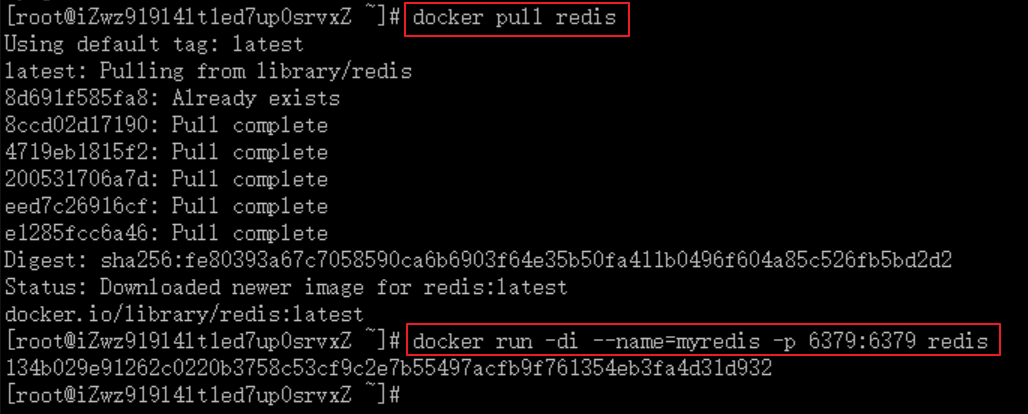 [root@iZwz91914lt1ed7up0srvxZ ~]# docker pull redis
Using default tag: latest
latest: Pulling from library/redis
8d691f585fa8: Already exists
8ccd02d17190: Pull complete
4719eb1815f2: Pull complete
200531706a7d: Pull complete
eed7c26916cf: Pull complete
e1285fcc6a46: Pull complete
Digest: sha256:fe80393a67c7058590ca6b6903f64e35b50fa411b0496f604a85c526fb5bd2d2
Status: Downloaded newer image for redis:latest
docker.io/library/redis:latest
[root@iZwz91914lt1ed7up0srvxZ ~]# docker run -di --name=myredis -p 6379:6379 redis
134b029e91262c0220b3758c53cf9c2e7b55497acfb9f761354eb3fa4d31d932
[root@iZwz91914lt1ed7up0srvxZ ~]#